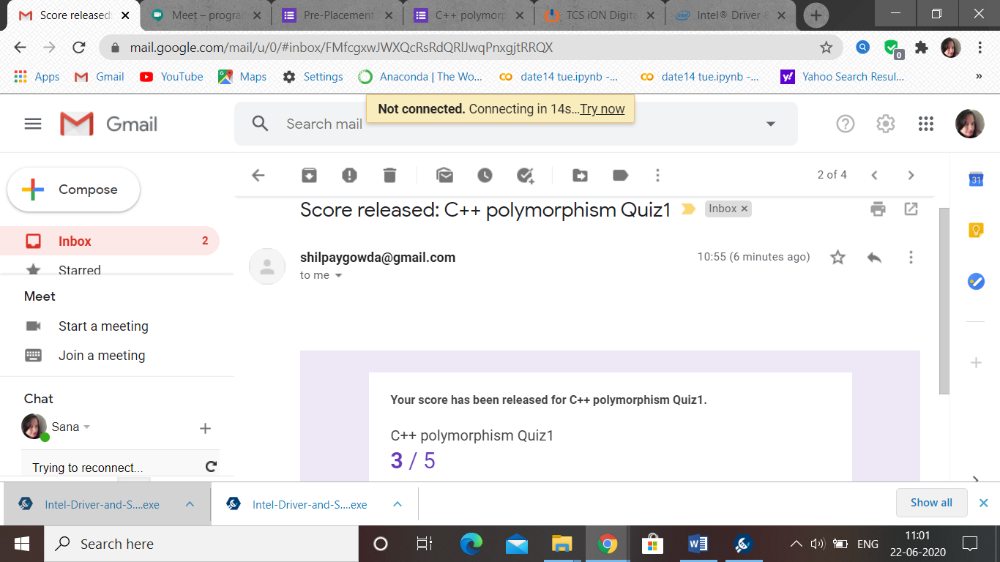 Score released:
Meet – progra
Pre-Placement
C++ polymorp
TCS iON Digita
Intel® Driver &
mail.google.com/mail/u/0/#inbox/FMfcgxwJWXQcRsRdQRlJwqPnxgjtRRQX
0
Apps
Gmail
YouTube
Maps
Settings
Anaconda | The Wo...
date14 tue.ipynb -...
date14 tue.ipynb -...
Yahoo Search Resul...
»
Not connected. Connecting in 14s...Try now
Gmail
Search mail
Compose
2 of 4
31
Score released: C++ polymorphism Quiz1
Inbox ×
Inbox
2
shilpaygowda@gmail.com
10:55 (6 minutes ago)
to me
Starred
Meet
Start a meeting
Join a meeting
Chat
Sana
Trying to reconnect...
Your score has been released for C++ polymorphism Quiz1.
C++ polymorphism Quiz1
3 / 5
Intel-Driver-and-S....exe
Intel-Driver-and-S....exe
Show all
Search here
ENG
11:01
22-06-2020